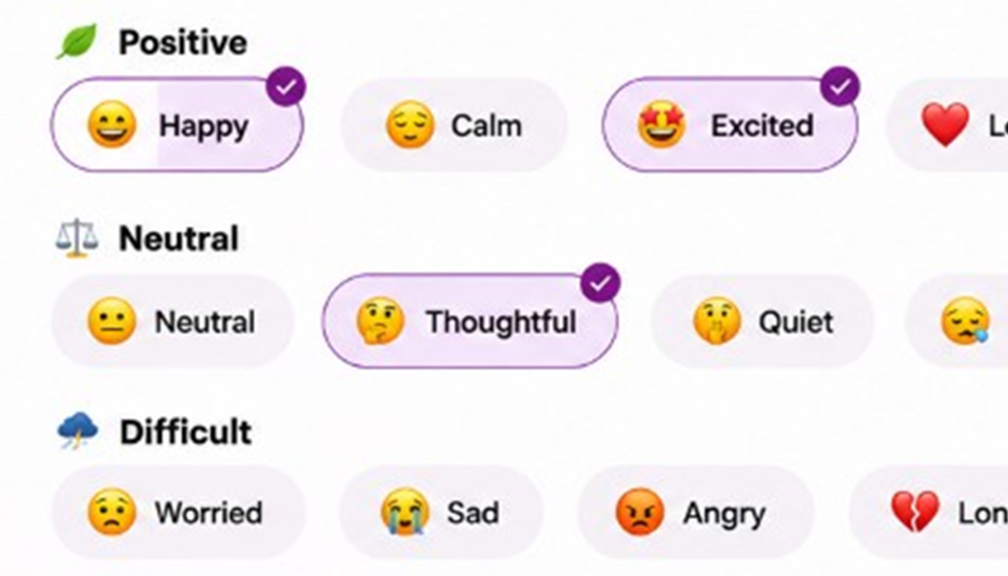 Positive
Happy Calm Excited
Neutral
Neutral Thoughtful Quiet
Difficult
Worried Sad Angry